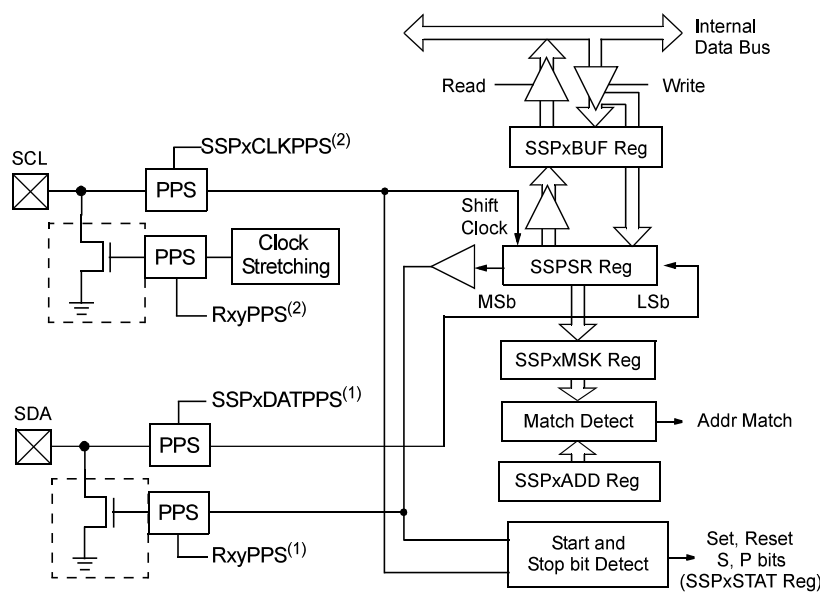 Internal
Data Bus
Read
Write
SSPxCLKPPS(2)
SSPxBUF Reg
SCL
PPS
Shift
Clock
PPS
Clock
Stretching
SSPSR Reg
MSb
LSb
RxyPPS(2)
SSPxMSK Reg
SSPxDATPPS(1)
SDA
PPS
Match Detect
Addr Match
SSPxADD Reg
PPS
Start and
Stop bit Detect
Set, Reset
S, P bits
(SSPxSTAT Reg)
RxyPPS(1)